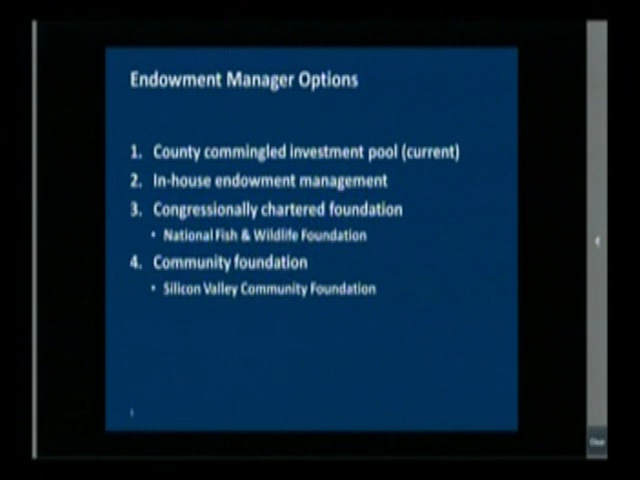 Endowment Manager Options
1. County commingled investment pool (current)
2. In-house endowment management
3. Congressionally chartered foundation
• National Fish & Wildlife Foundation
4. Community foundation
• Silicon Valley Community Foundation